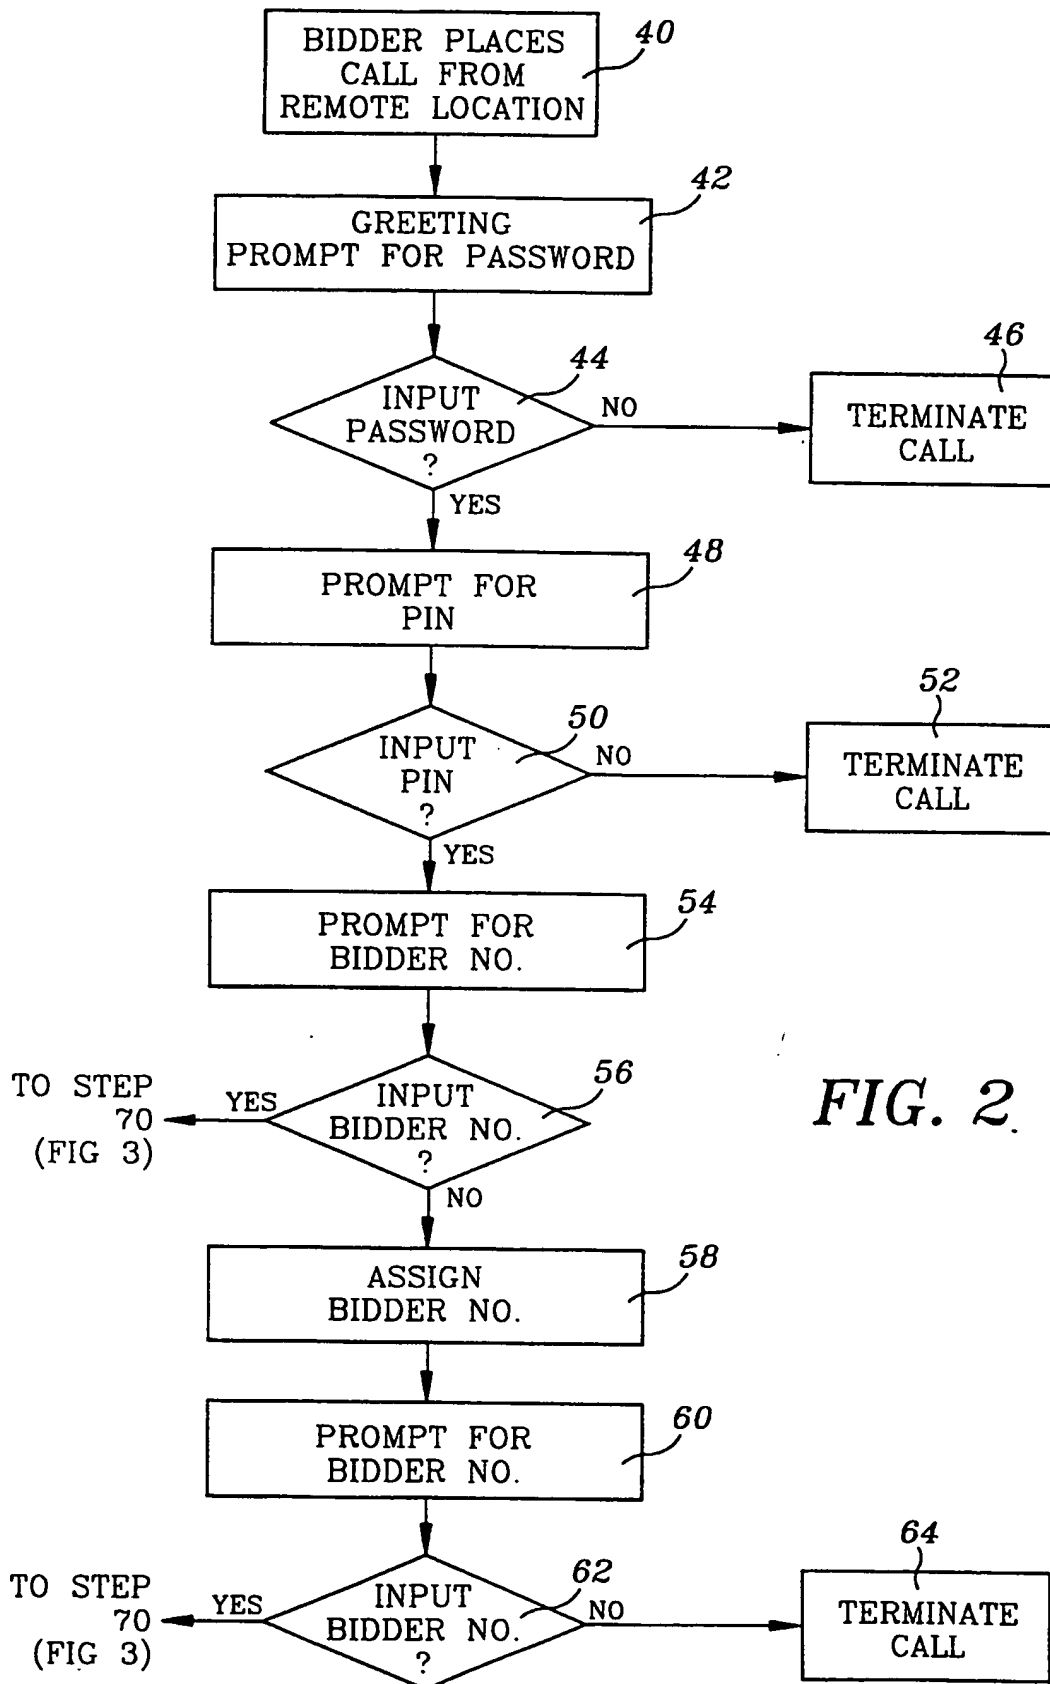 BIDDER PLACES
CALL FROM
REMOTE LOCATION
40
GREETING
PROMPT FOR PASSWORD
42
INPUT
PASSWORD
?
44
NO
YES
TERMINATE
CALL
46
PROMPT FOR
PIN
48
INPUT
PIN
?
50
NO
YES
TERMINATE
CALL
52
PROMPT FOR
BIDDER NO.
54
INPUT
BIDDER NO.
?
56
YES
TO STEP
70
(FIG 3)
NO
FIG. 2
ASSIGN
BIDDER NO.
58
PROMPT FOR
BIDDER NO.
60
INPUT
BIDDER NO.
?
62
YES
TO STEP
70
(FIG 3)
NO
TERMINATE
CALL
64